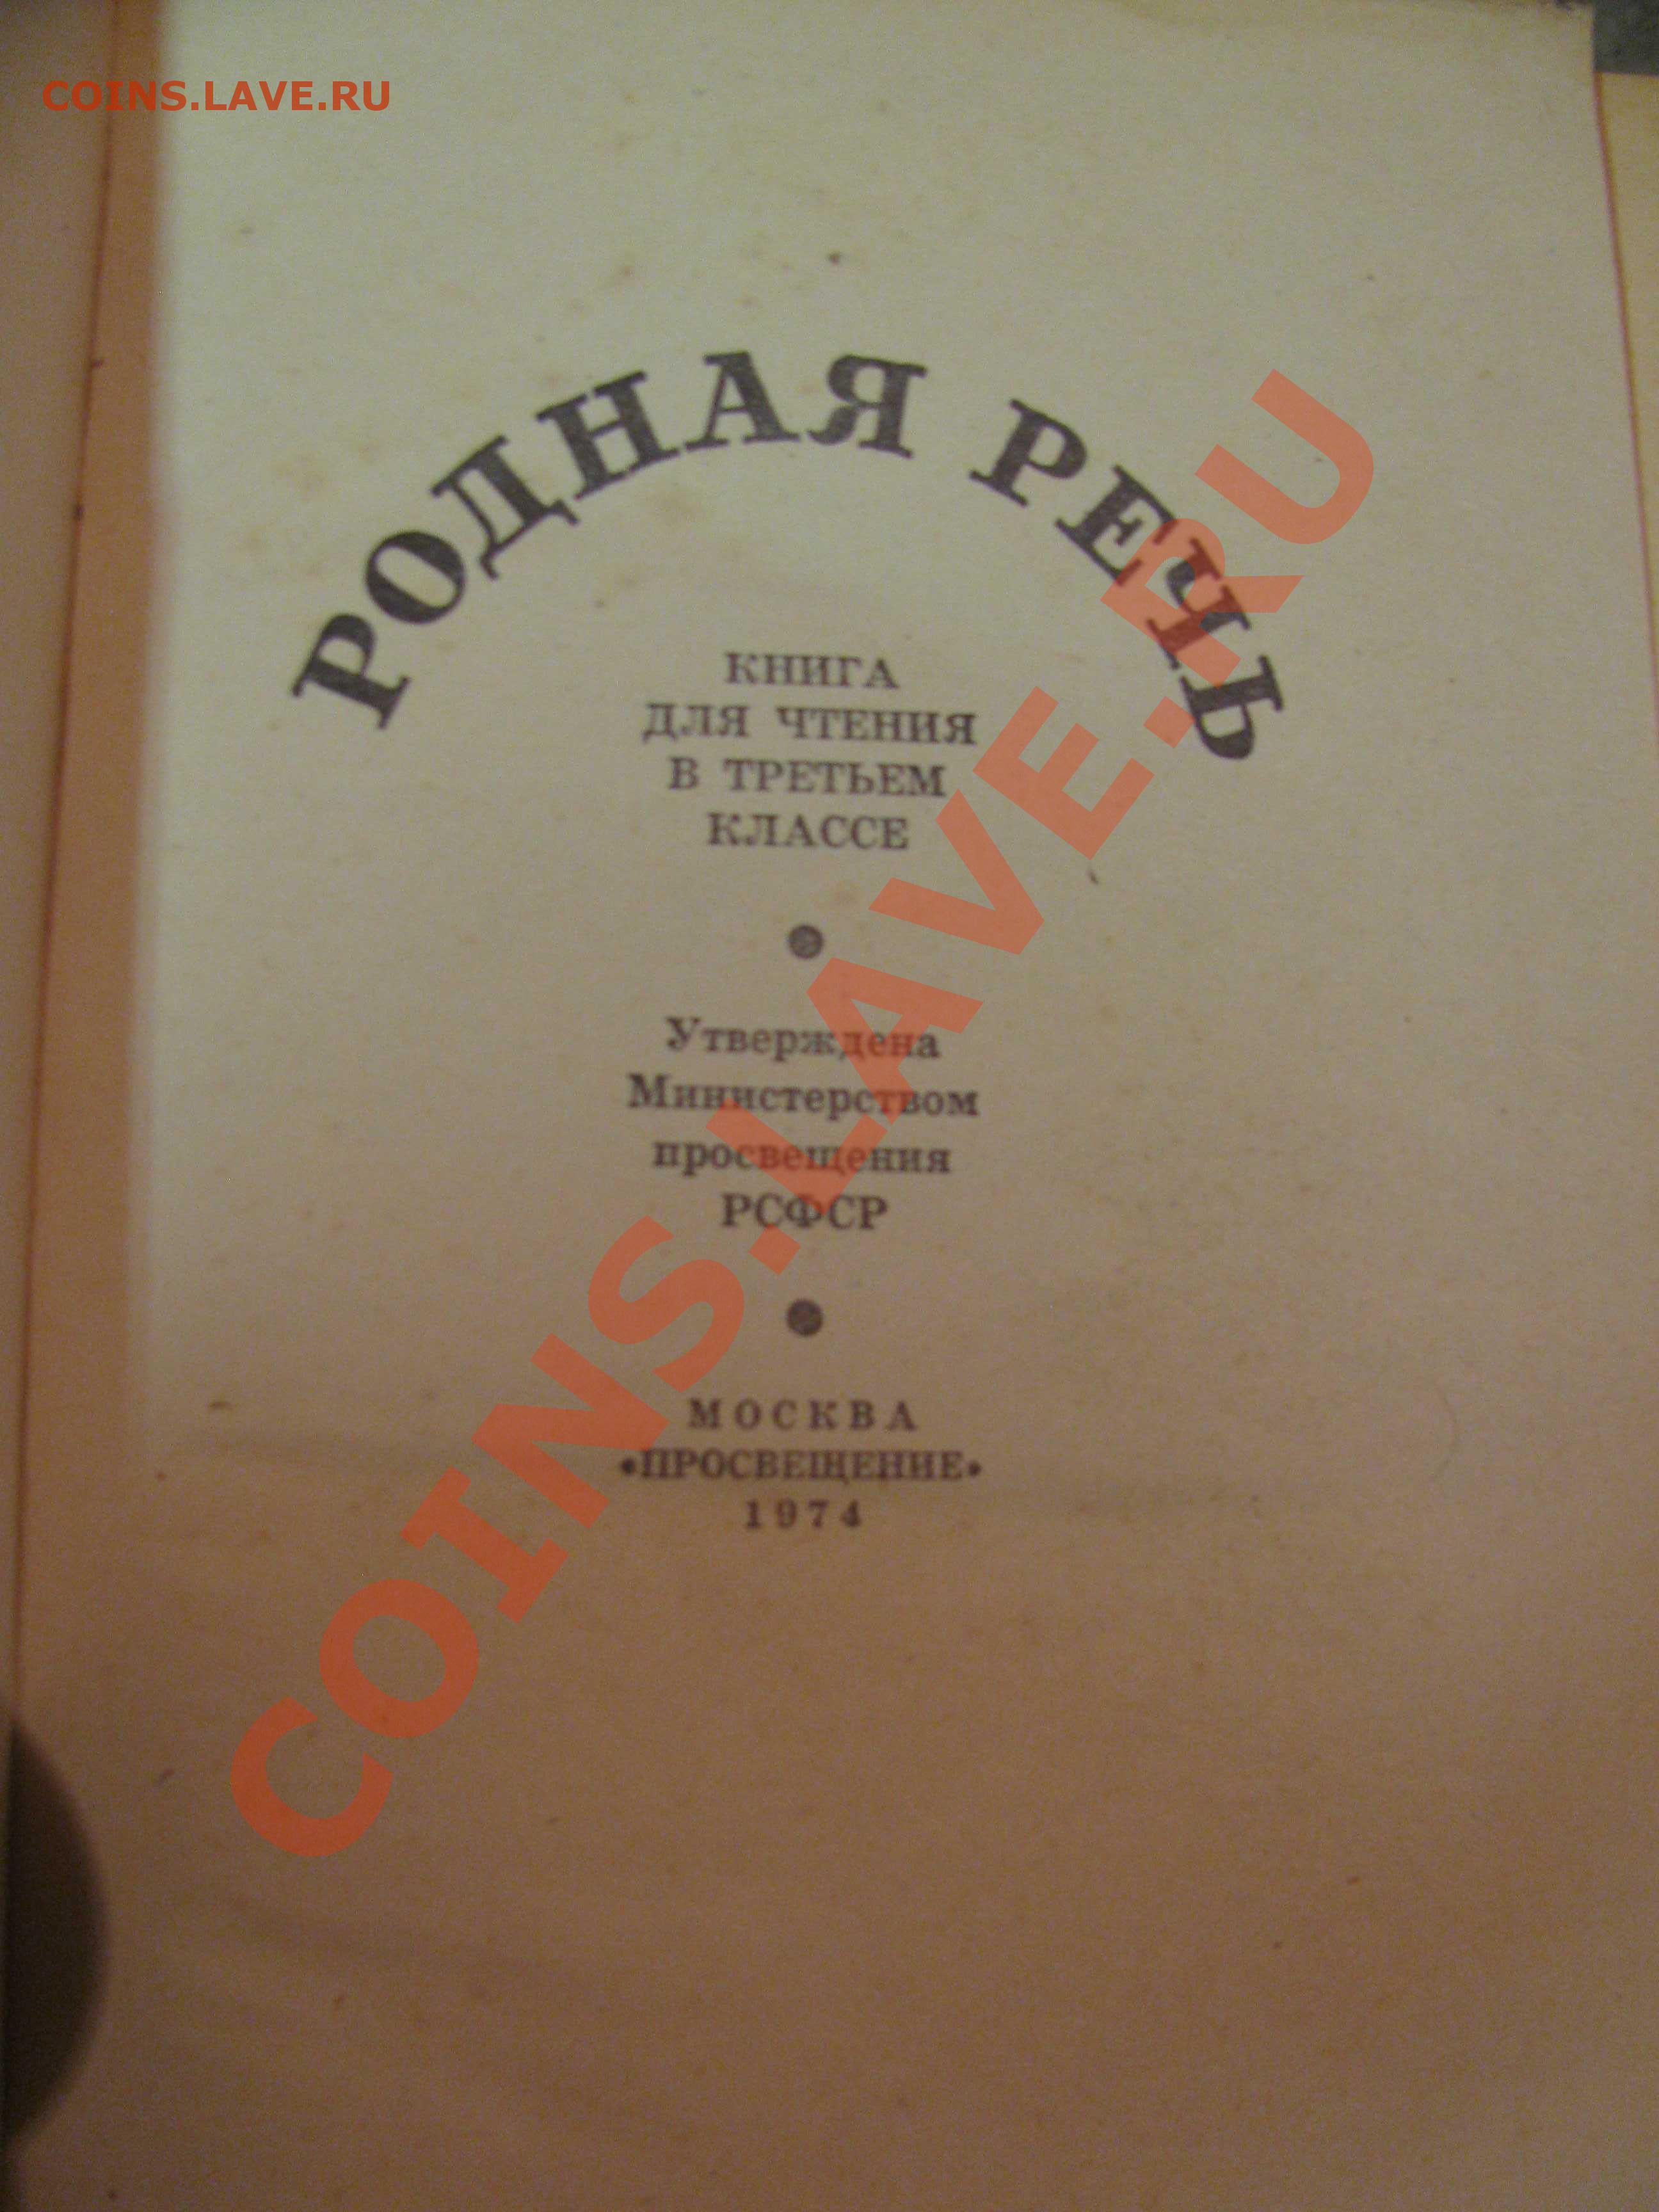 COINS.LAVE.RU
РОДНАЯ РЕЧЬ
КНИГА
ДЛЯ ЧТЕНИЯ
В ТРЕТЬЕМ
КЛАССЕ
Утверждена
Министерством
просвещения
РСФСР
МОСКВА
«ПРОСВЕЩЕНИЕ»
1974
COINS.LAVE.RU